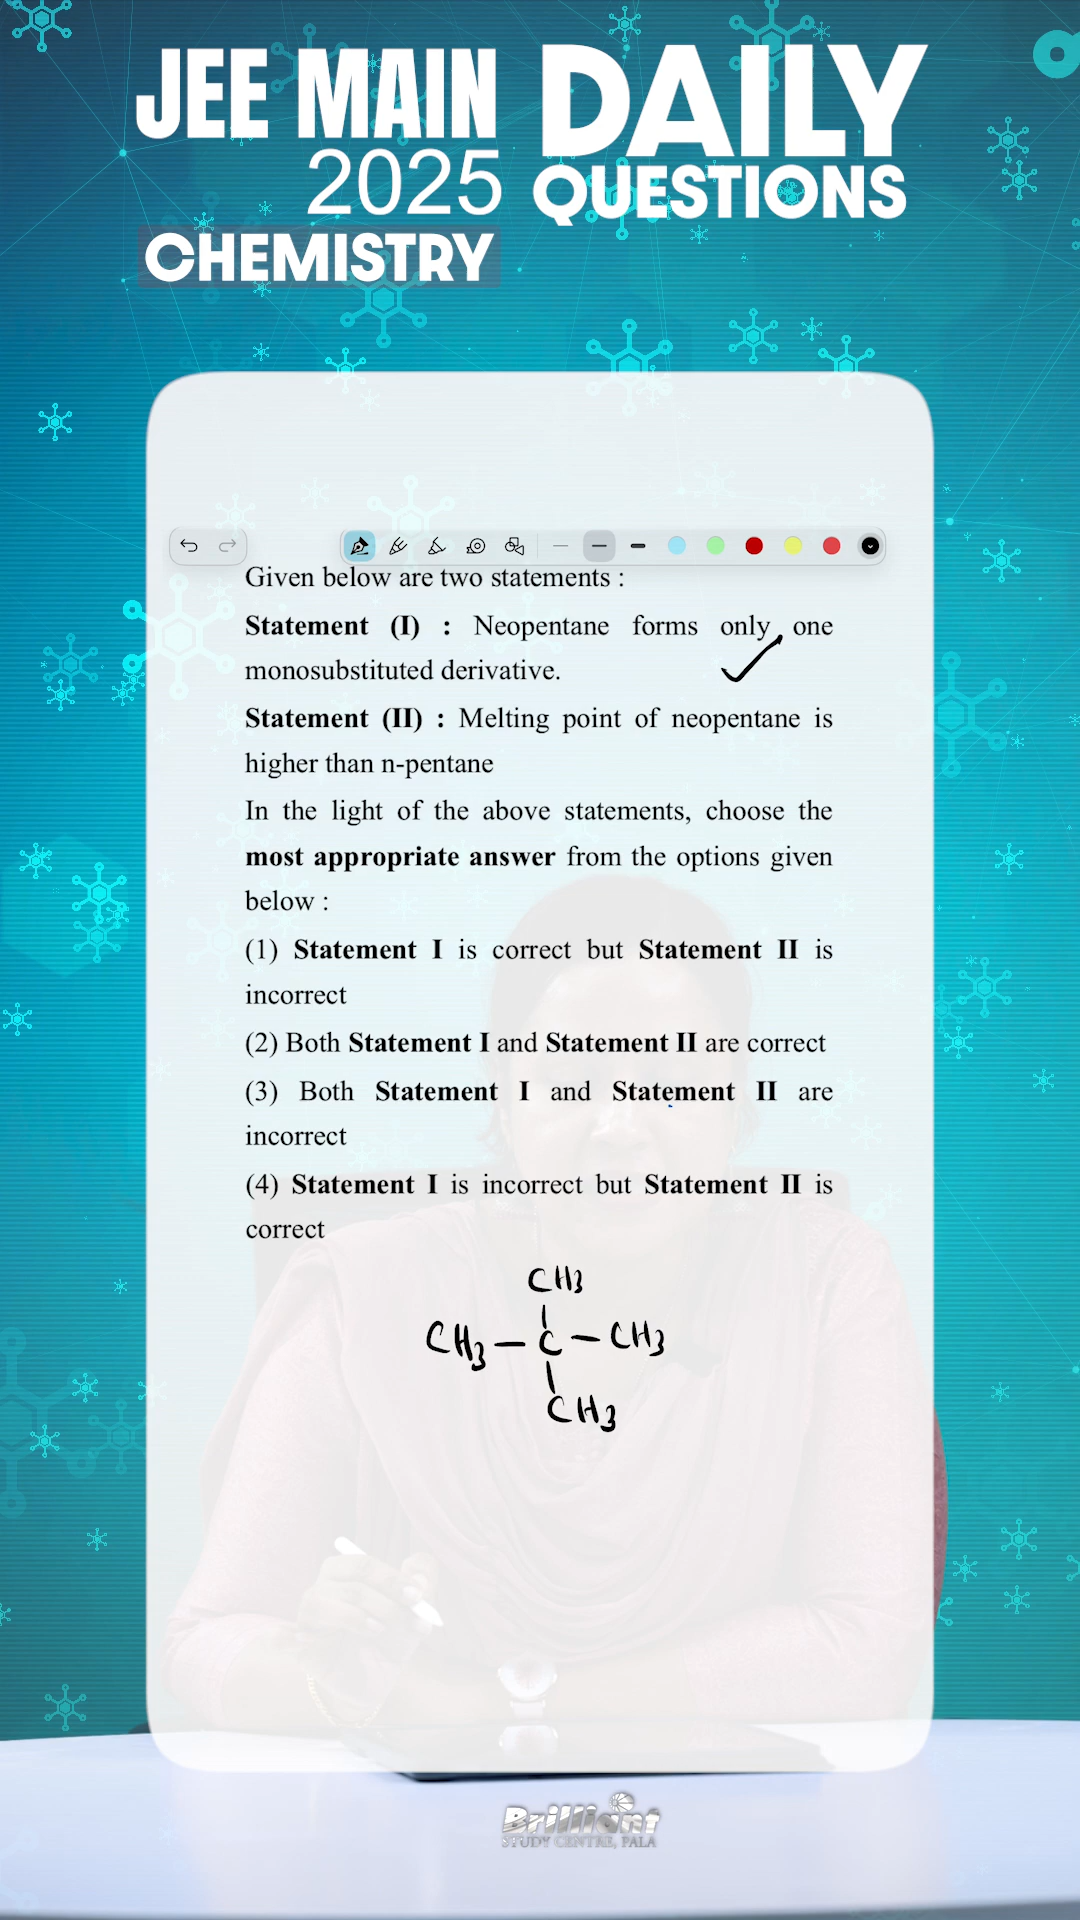 JEE MAIN DAILY
2025 QUESTIONS
CHEMISTRY
Given below are two statements :
Statement (I) : Neopentane forms only one
monosubstituted derivative.
Statement (II) : Melting point of neopentane is
higher than n-pentane
In the light of the above statements, choose the
most appropriate answer from the options given
below :
(1) Statement I is correct but Statement II is
incorrect
(2) Both Statement I and Statement II are correct
(3) Both Statement I and Statement II are
incorrect
(4) Statement I is incorrect but Statement II is
correct
CH3
CH3 – C – CH3
CH3
Brilliant
STUDY CENTRE, PALA